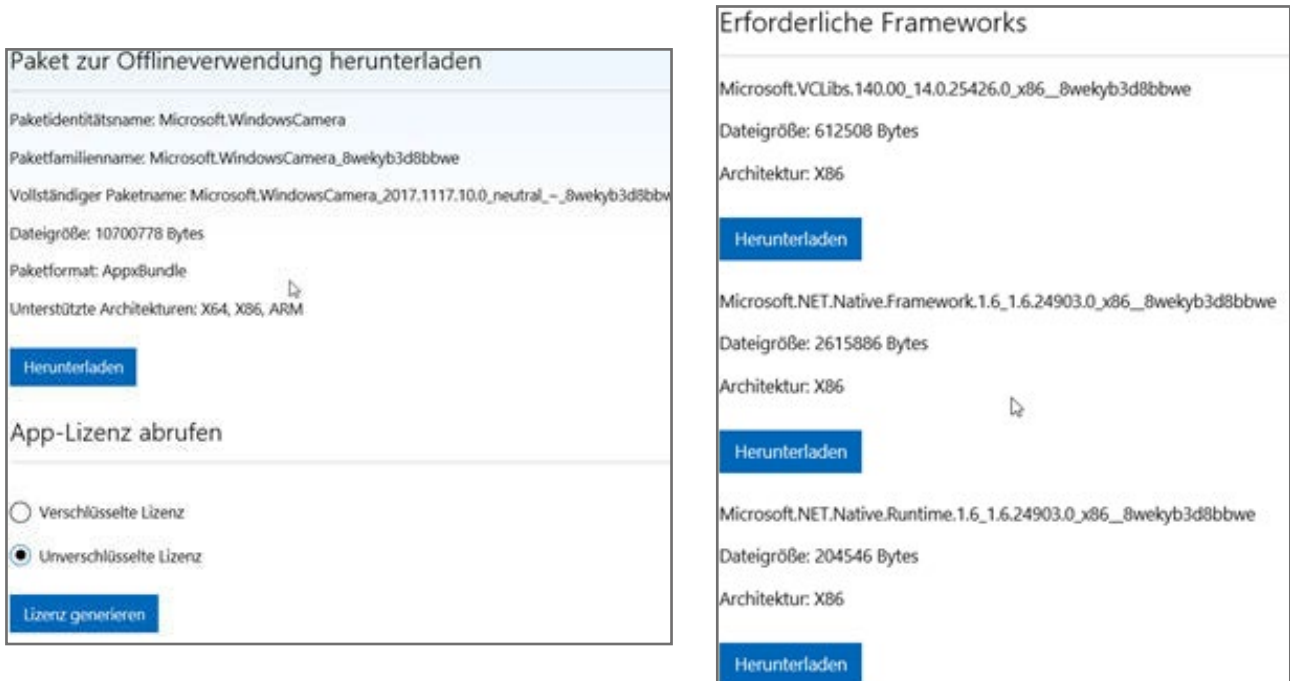 Paket zur Offlineverwendung herunterladen
Paketidentitätsname: Microsoft.WindowsCamera
Paketfamilienname: Microsoft.WindowsCamera_8wekyb3d8bbwe
Vollständiger Paketname: Microsoft.WindowsCamera_2017.1117.10.0_neutral_~_8wekyb3d8bbw
Dateigröße: 10700778 Bytes
Paketformat: AppxBundle
Unterstützte Architekturen: X64, X86, ARM
Herunterladen
App-Lizenz abrufen
Verschlüsselte Lizenz
Unverschlüsselte Lizenz
Lizenz generieren
Erforderliche Frameworks
Microsoft.VCLibs.140.00_14.0.25426.0_x86__8wekyb3d8bbwe
Dateigröße: 612508 Bytes
Architektur: X86
Herunterladen
Microsoft.NET.Native.Framework.1.6_1.6.24903.0_x86__8wekyb3d8bbwe
Dateigröße: 2615886 Bytes
Architektur: X86
Herunterladen
Microsoft.NET.Native.Runtime.1.6_1.6.24903.0_x86__8wekyb3d8bbwe
Dateigröße: 204546 Bytes
Architektur: X86
Herunterladen